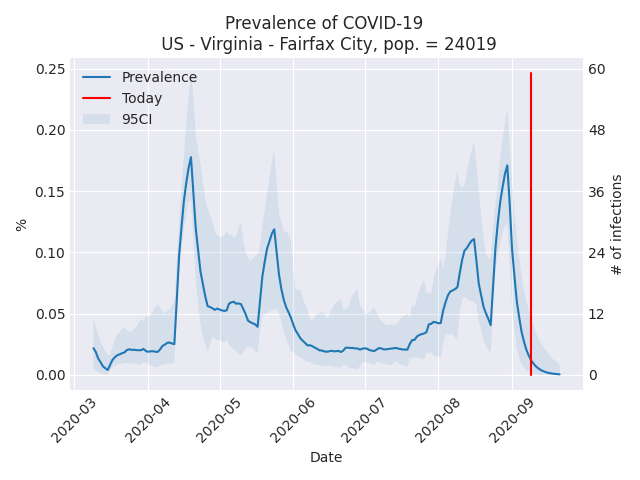 Prevalence of COVID-19
US - Virginia - Fairfax City, pop. = 24019
Prevalence
Today
95CI
0.25
0.20
0.15
0.10
0.05
0.00
%
60
48
36
24
12
0
# of infections
2020-03
2020-04
2020-05
2020-06
2020-07
2020-08
2020-09
Date